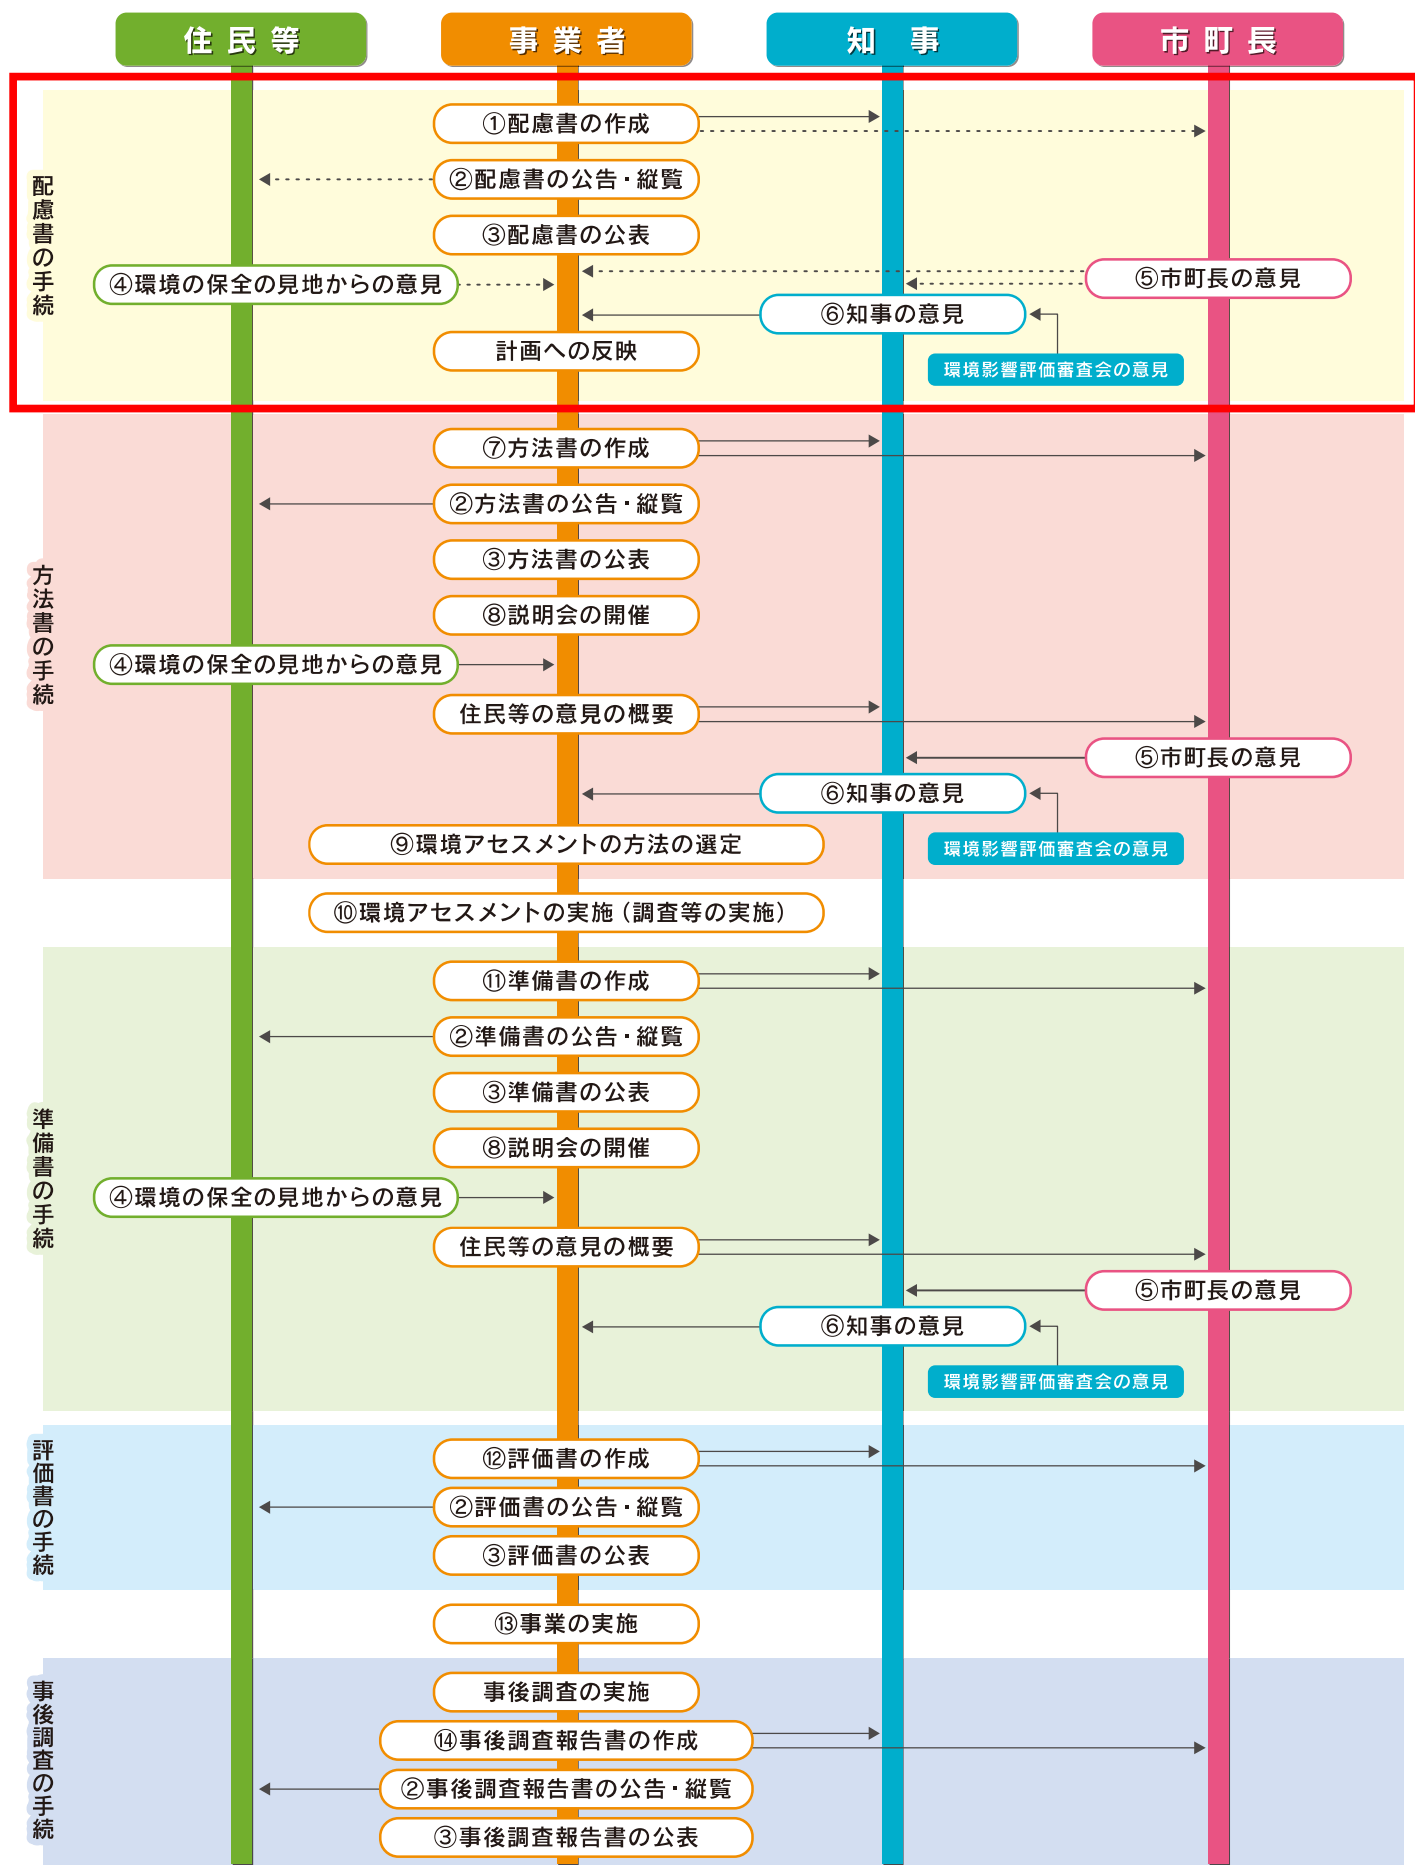 住民等
事業者
知事
市町長
配慮書の手続
①配慮書の作成
②配慮書の公告・縦覧
③配慮書の公表
④環境の保全の見地からの意見
⑤市町長の意見
⑥知事の意見
計画への反映
環境影響評価審査会の意見
方法書の手続
⑦方法書の作成
②方法書の公告・縦覧
③方法書の公表
⑧説明会の開催
④環境の保全の見地からの意見
住民等の意見の概要
⑤市町長の意見
⑥知事の意見
⑨環境アセスメントの方法の選定
環境影響評価審査会の意見
⑩環境アセスメントの実施（調査等の実施）
準備書の手続
⑪準備書の作成
②準備書の公告・縦覧
③準備書の公表
⑧説明会の開催
④環境の保全の見地からの意見
住民等の意見の概要
⑤市町長の意見
⑥知事の意見
環境影響評価審査会の意見
評価書の手続
⑫評価書の作成
②評価書の公告・縦覧
③評価書の公表
⑬事業の実施
事後調査の手続
事後調査の実施
⑭事後調査報告書の作成
②事後調査報告書の公告・縦覧
③事後調査報告書の公表